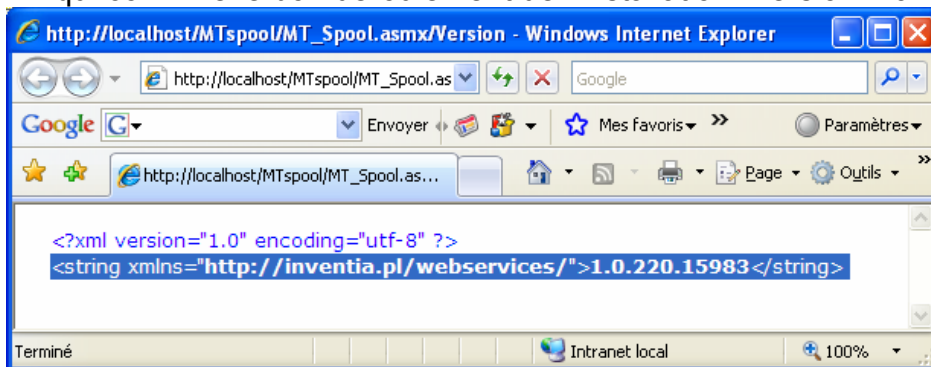 http://localhost/MTspool/MT_Spool.asmx/Version - Windows Internet Explorer
http://localhost/MTspool/MT_Spool.as
Google
Google G
Envoyer
Mes favoris
»
Paramètres
http://localhost/MTspool/MT_Spool.as...
Page
Outils
»
<?xml version="1.0" encoding="utf-8" ?>
<string xmlns="http://inventia.pl/webservices/">1.0.220.15983</string>
Terminé
Intranet local
100%